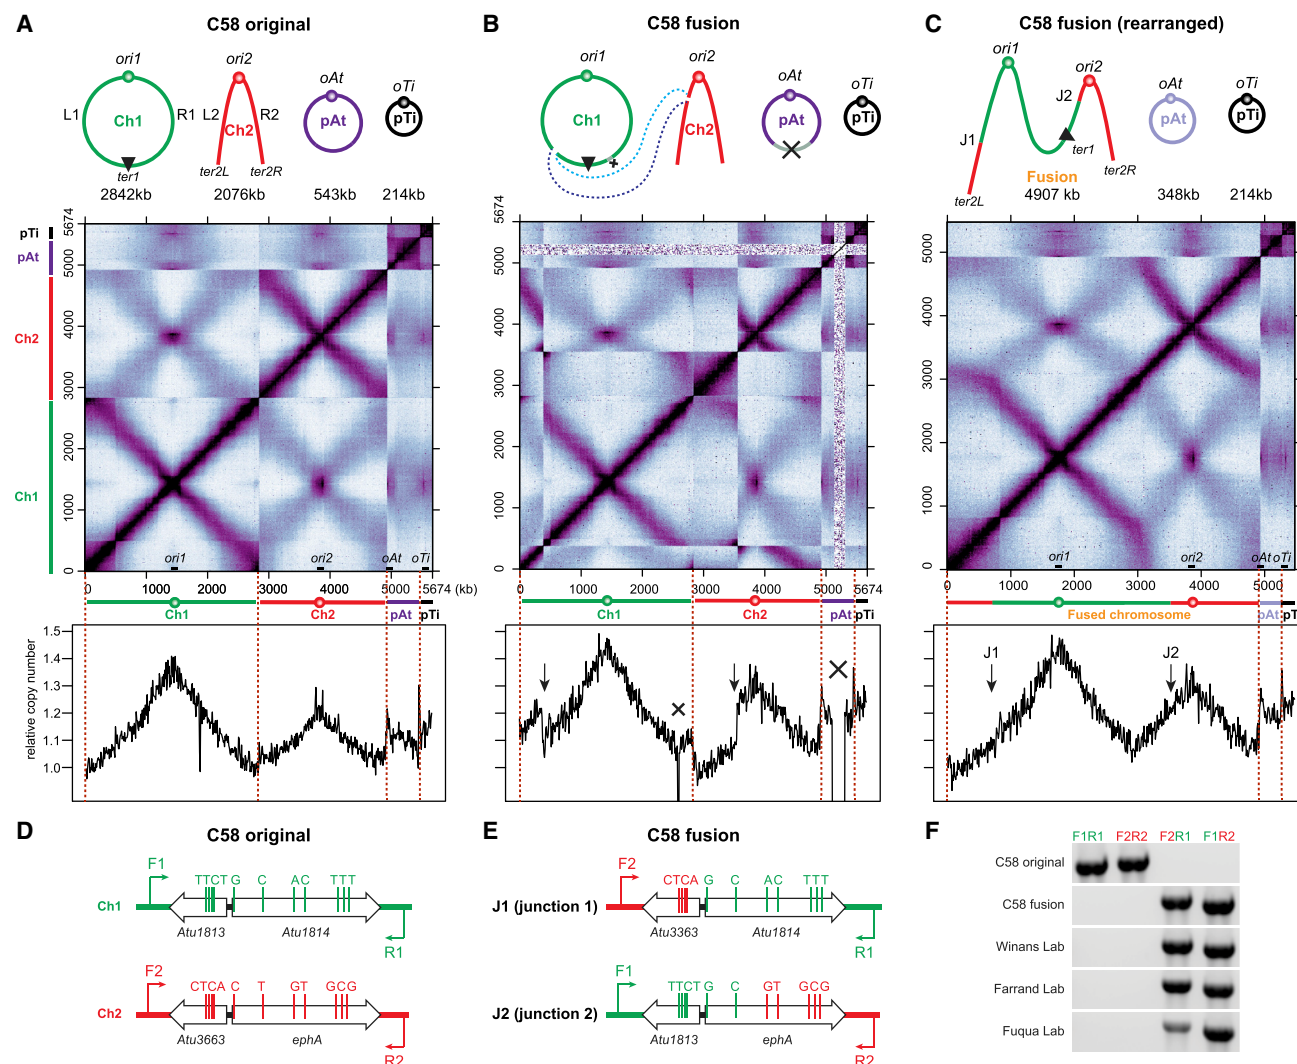 A
C58 original
ori1
ori2
oAt
oTi
L1
Ch1
R1
L2
R2
Ch2
pAt
pTi
ter1
ter2L
ter2R
2842kb
2076kb
543kb
214kb
pTi
pAt
Ch2
Ch1
5674
5000
4000
3000
2000
1000
0
ori1
ori2
oAt
oTi
0
1000
2000
3000
4000
5000
5674 (kb)
Ch1
Ch2
pAt
pTi
relative copy number
1.5
1.4
1.3
1.2
1.1
1.0
B
C58 fusion
ori1
ori2
oAt
oTi
Ch1
Ch2
pAt
pTi
5674
5000
4000
3000
2000
1000
0
0
1000
2000
3000
4000
5000
5674
Ch1
Ch2
pAt
pTi
C
C58 fusion (rearranged)
ori1
ori2
oAt
oTi
J1
J2
ter1
pAt
pTi
ter2L
ter2R
Fusion
4907 kb
348kb
214kb
5000
4000
3000
2000
1000
0
ori1
ori2
oAt
oTi
0
1000
2000
3000
4000
5000
Fused chromosome
pAt
J1
J2
D
C58 original
F1
TTCT G C AC TTT
Ch1
Atu1813
Atu1814
R1
F2
CTCA C T GT GCG
Ch2
Atu3663
ephA
R2
E
C58 fusion
F2
CTCA G C AC TTT
J1 (junction 1)
Atu3363
Atu1814
R1
F1
TTCT G C GT GCG
J2 (junction 2)
Atu1813
ephA
R2
F
F1R1 F2R2 F2R1 F1R2
C58 original
C58 fusion
Winans Lab
Farrand Lab
Fuqua Lab